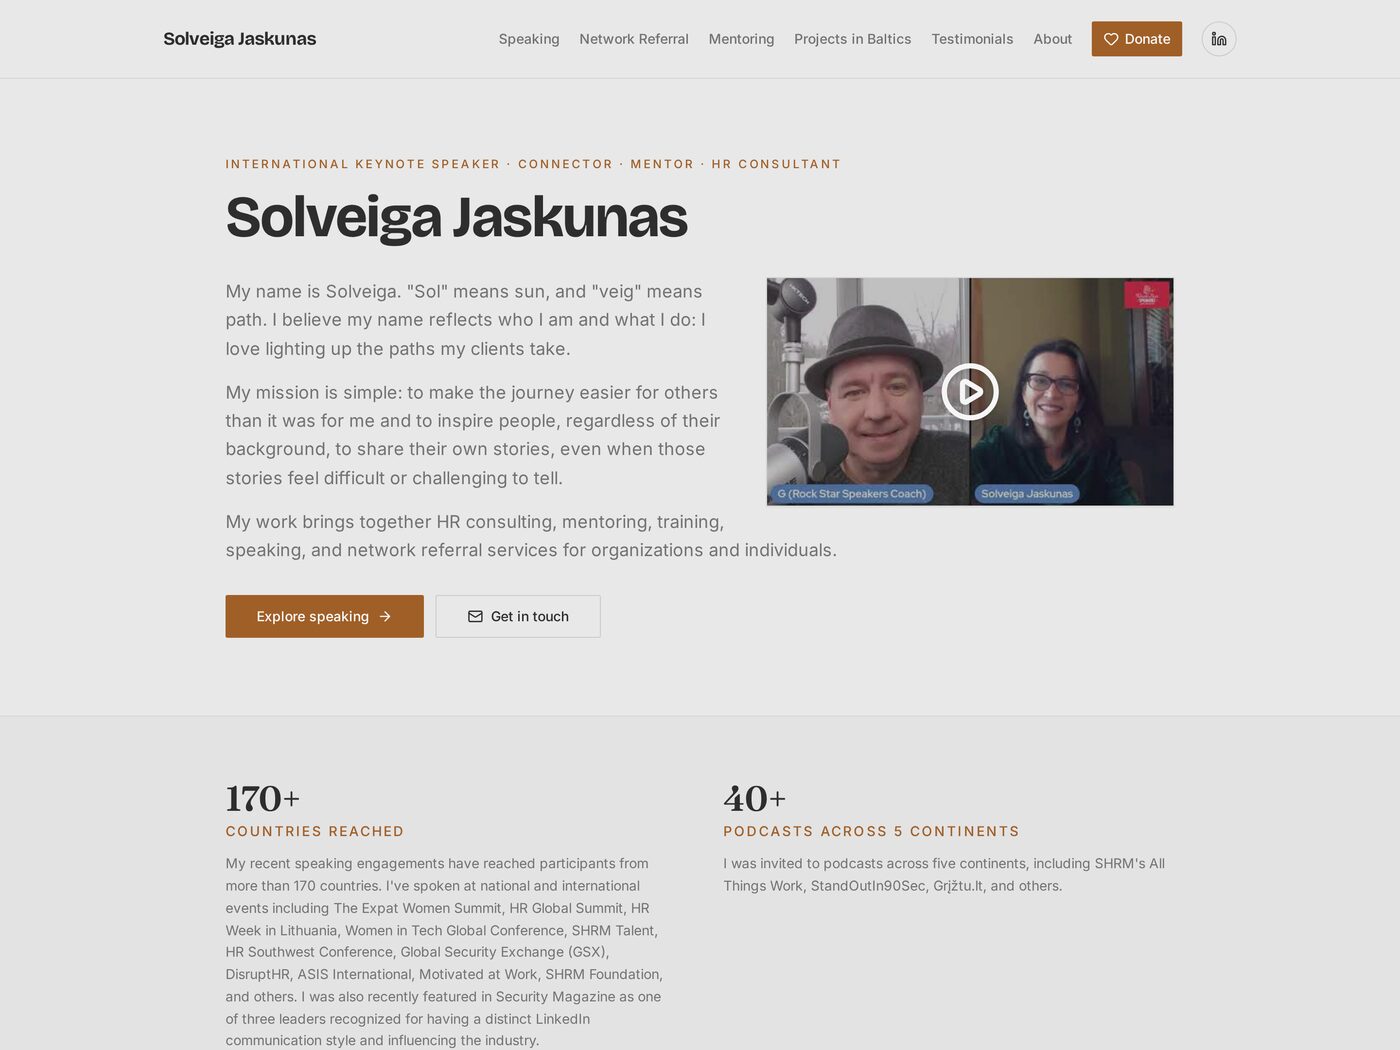 Solveiga Jaskunas
Speaking
Network Referral
Mentoring
Projects in Baltics
Testimonials
About
Donate
INTERNATIONAL KEYNOTE SPEAKER · CONNECTOR · MENTOR · HR CONSULTANT
Solveiga Jaskunas
My name is Solveiga. "Sol" means sun, and "veig" means
path. I believe my name reflects who I am and what I do: I
love lighting up the paths my clients take.
My mission is simple: to make the journey easier for others
than it was for me and to inspire people, regardless of their
background, to share their own stories, even when those
stories feel difficult or challenging to tell.
My work brings together HR consulting, mentoring, training,
speaking, and network referral services for organizations and individuals.
G (Rock Star Speakers Coach)
Solveiga Jaskunas
Explore speaking
Get in touch
170+
COUNTRIES REACHED
My recent speaking engagements have reached participants from
more than 170 countries. I've spoken at national and international
events including The Expat Women Summit, HR Global Summit, HR
Week in Lithuania, Women in Tech Global Conference, SHRM Talent,
HR Southwest Conference, Global Security Exchange (GSX),
DisruptHR, ASIS International, Motivated at Work, SHRM Foundation,
and others. I was also recently featured in Security Magazine as one
of three leaders recognized for having a distinct LinkedIn
communication style and influencing the industry.
40+
PODCASTS ACROSS 5 CONTINENTS
I was invited to podcasts across five continents, including SHRM's All
Things Work, StandOutIn90Sec, Grįžtu.lt, and others.